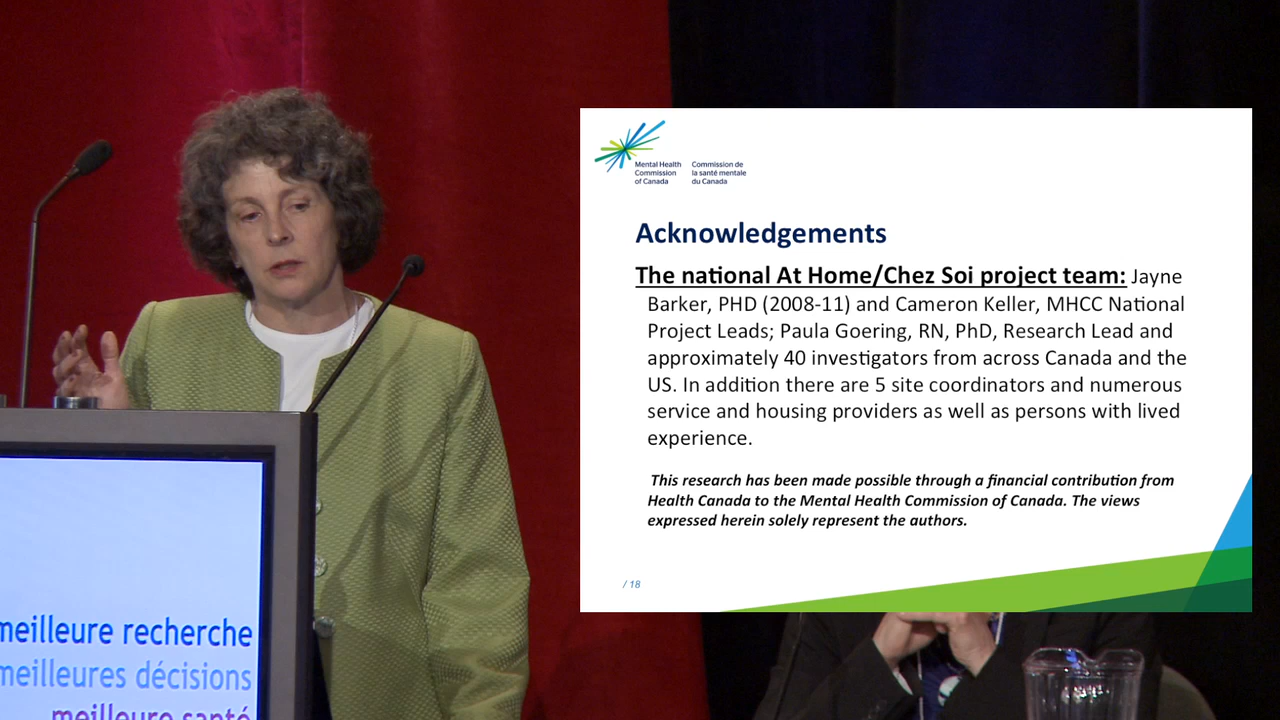 Mental Health
Commission
of Canada
Commission de
la santé mentale
du Canada
Acknowledgements
The national At Home/Chez Soi project team: Jayne
Barker, PHD (2008-11) and Cameron Keller, MHCC National
Project Leads; Paula Goering, RN, PhD, Research Lead and
approximately 40 investigators from across Canada and the
US. In addition there are 5 site coordinators and numerous
service and housing providers as well as persons with lived
experience.
This research has been made possible through a financial contribution from
Health Canada to the Mental Health Commission of Canada. The views
expressed herein solely represent the authors.
/ 18
meilleure recherche
meilleures décisions
meilleure santé